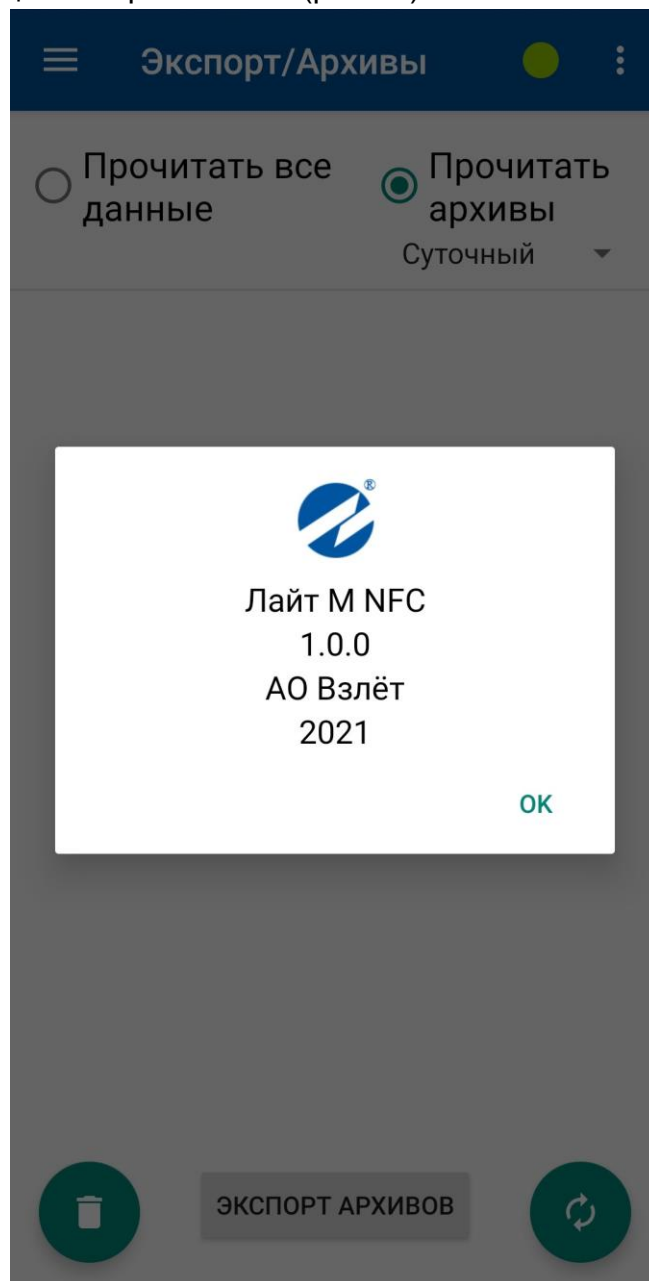 Экспорт/Архивы
Прочитать все
данные
Прочитать
архивы
Суточный
®
Лайт М NFC
1.0.0
АО Взлёт
2021
OK
ЭКСПОРТ АРХИВОВ